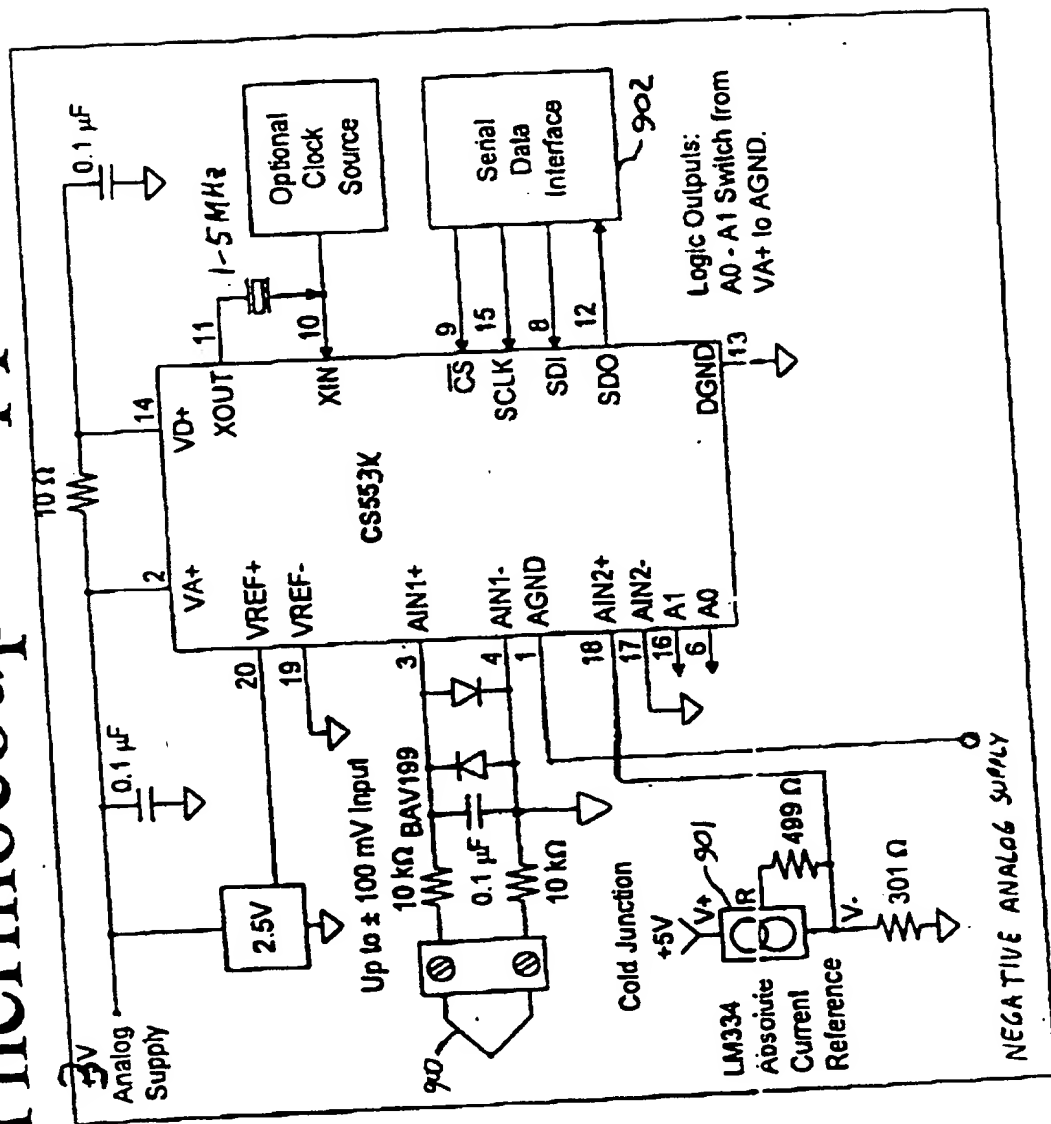 10 Ω
0.1 µF
0.1 µF
3V
Analog
Supply
2.5V
2
14
VA+
VD+
20
VREF+
19
VREF-
XOUT
11
1-5 MHz
XIN
10
Optional
Clock
Source
CS553X
Up to ± 100 mV Input
10 kΩ
BAV199
0.1 µF
10 kΩ
90
3
AIN1+
4
AIN1-
1
AGND
18
AIN2+
17
AIN2-
16
A1
6
A0
CS
9
SCLK
15
SDI
8
SDO
12
DGND
13
Serial
Data
Interface
902
Logic Outputs:
A0 - A1 Switch from
VA+ to AGND.
Cold Junction
+5V
V+
901
R
499 Ω
V-
301 Ω
LM334
Absolute
Current
Reference
NEGATIVE ANALOG SUPPLY